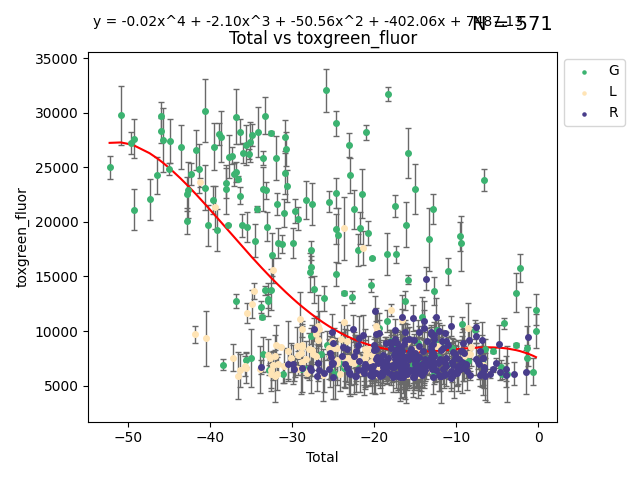 y = -0.02x^4 + -2.10x^3 + -50.56x^2 + -402.06x + 7487.13
N = 571
Total vs toxgreen_fluor
35000
30000
25000
20000
15000
10000
5000
toxgreen_fluor
−50
−40
−30
−20
−10
0
Total
G
L
R